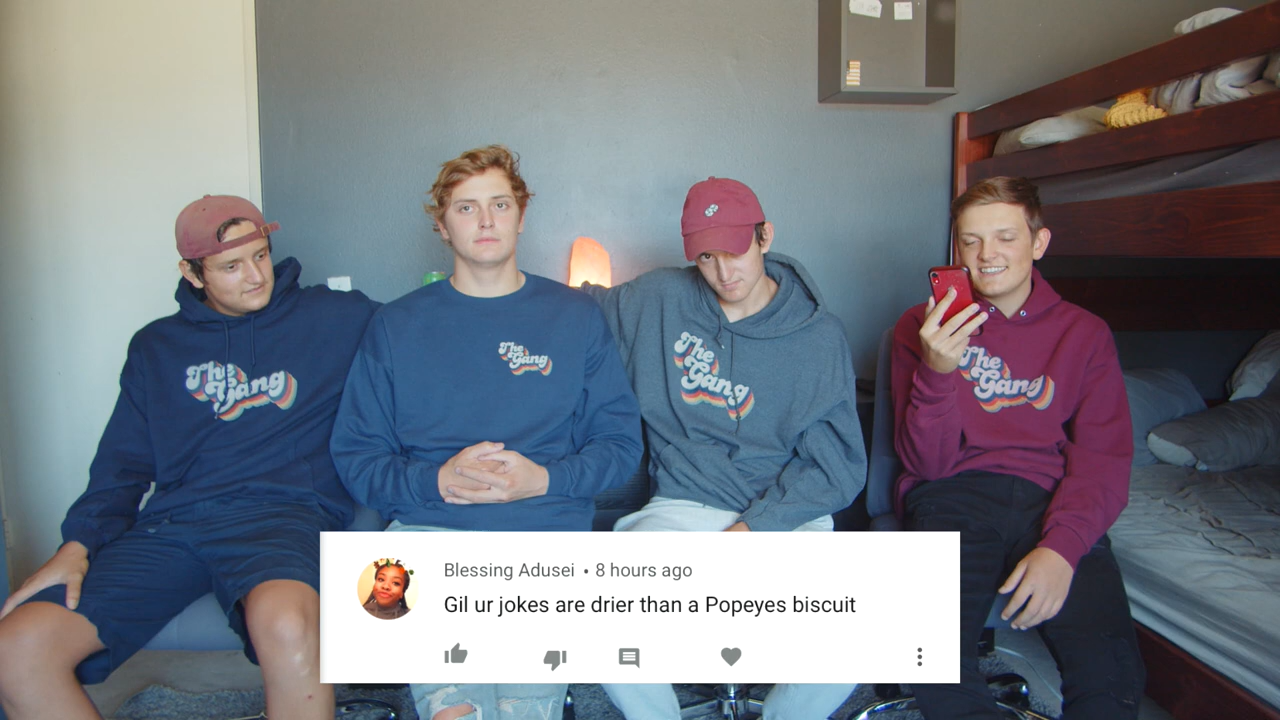 The
Gang
The
Gang
The
Gang
The
Gang
Blessing Adusei • 8 hours ago
Gil ur jokes are drier than a Popeyes biscuit